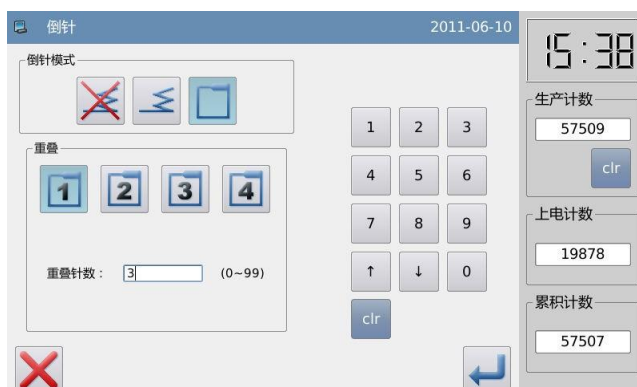 倒针 2011-06-10
15:38
倒针模式
重叠
1 2 3 4
重叠针数： 3 (0~99)
1 2 3
4 5 6
7 8 9
↑ ↓ 0
clr
生产计数
57509
clr
上电计数
19878
累积计数
57507